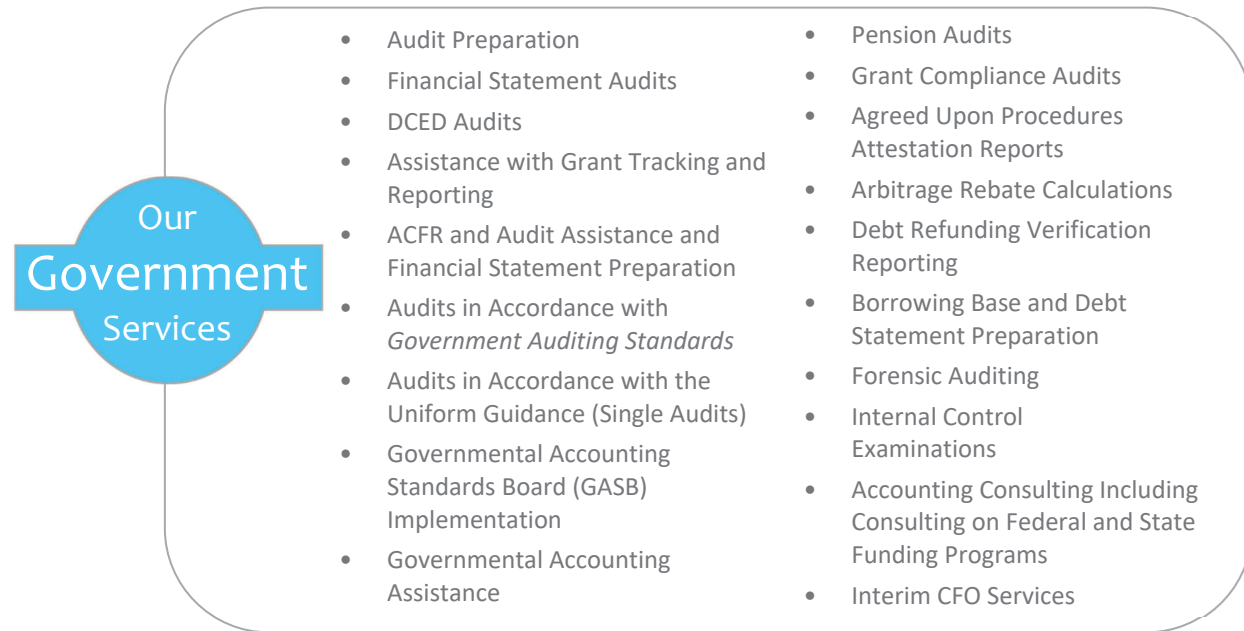 Our
Government
Services
• Audit Preparation
• Financial Statement Audits
• DCED Audits
• Assistance with Grant Tracking and
Reporting
• ACFR and Audit Assistance and
Financial Statement Preparation
• Audits in Accordance with
Government Auditing Standards
• Audits in Accordance with the
Uniform Guidance (Single Audits)
• Governmental Accounting
Standards Board (GASB)
Implementation
• Governmental Accounting
Assistance
• Pension Audits
• Grant Compliance Audits
• Agreed Upon Procedures
Attestation Reports
• Arbitrage Rebate Calculations
• Debt Refunding Verification
Reporting
• Borrowing Base and Debt
Statement Preparation
• Forensic Auditing
• Internal Control
Examinations
• Accounting Consulting Including
Consulting on Federal and State
Funding Programs
• Interim CFO Services